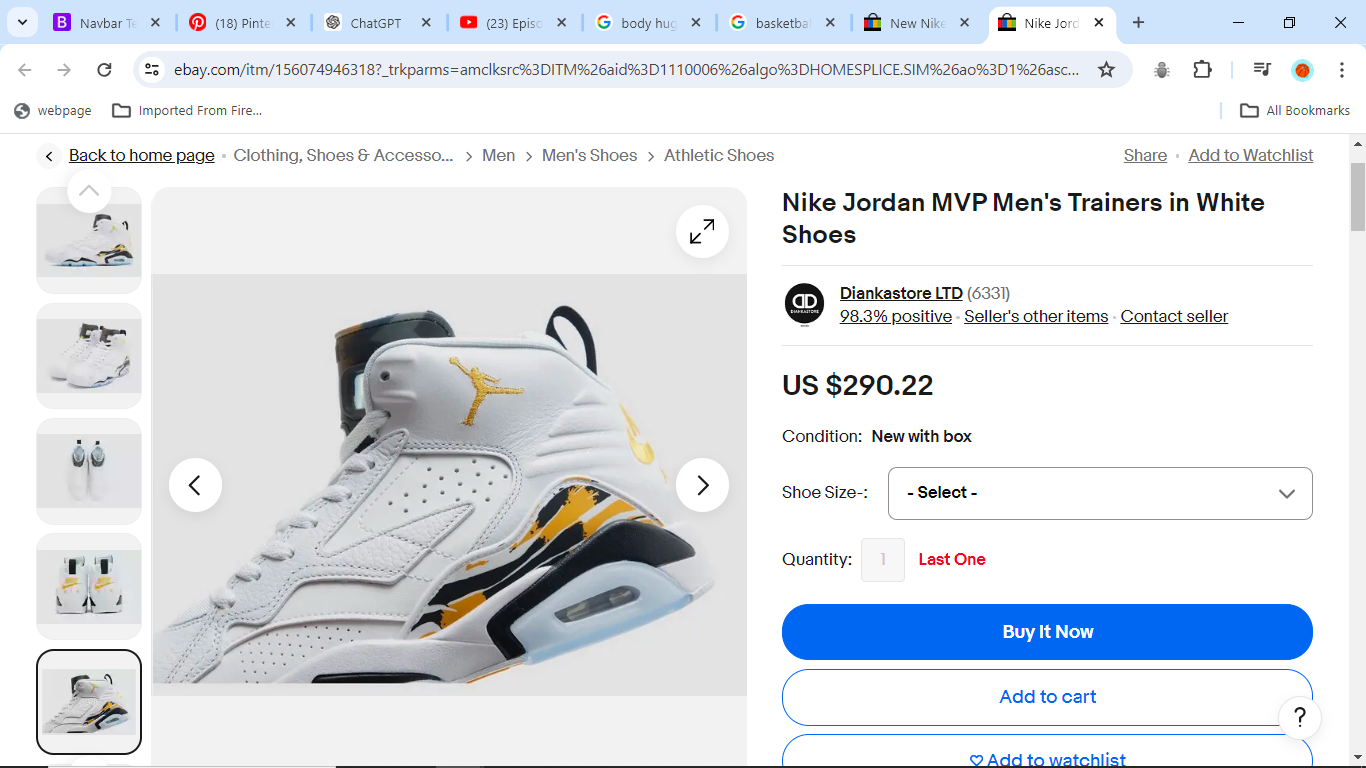 Navbar Te
(18) Pinte
ChatGPT
(23) Episo
body hug
basketbal
New Nike
Nike Jord
ebay.com/itm/156074946318?_trkparms=amclksrc%3DITM%26aid%3D1110006%26algo%3DHOMESPLICE.SIM%26ao%3D1%26asc...
webpage
Imported From Fire...
All Bookmarks
Back to home page
Clothing, Shoes & Accesso... > Men > Men's Shoes > Athletic Shoes
Share
Add to Watchlist
Nike Jordan MVP Men's Trainers in White
Shoes
Diankastore LTD (6331)
98.3% positive · Seller's other items · Contact seller
US $290.22
Condition: New with box
Shoe Size-: - Select -
Quantity: 1 Last One
Buy It Now
Add to cart
?
Add to watchlist